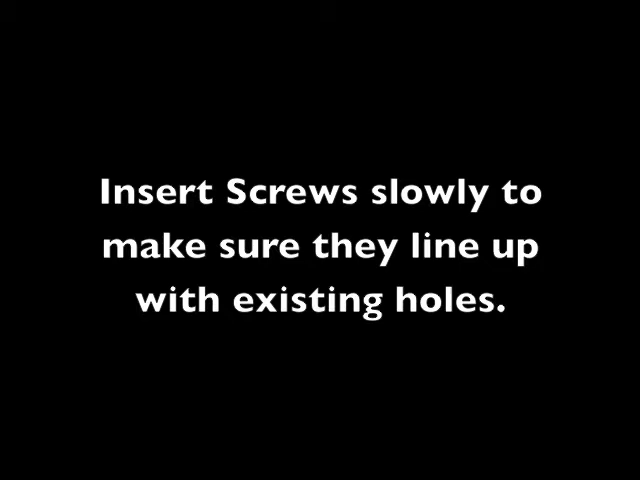 Insert Screws slowly to
make sure they line up
with existing holes.